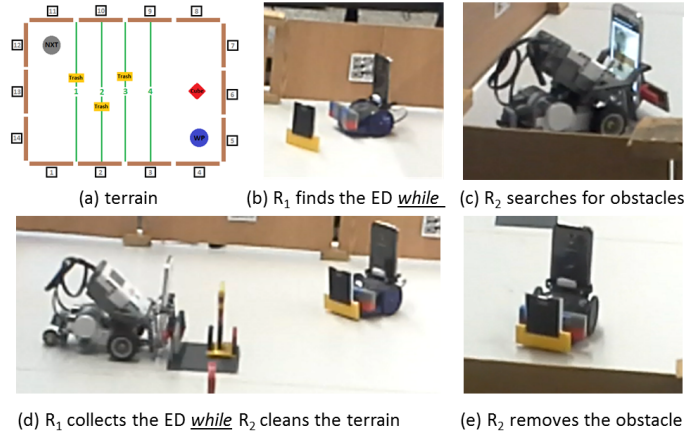 11 10 9 8
12 NXT 7
Trash Trash
13 1 2 3 4 Cube 6
Trash
14 WP 5
1 2 3 4
(a) terrain
(b) R1 finds the ED while
(c) R2 searches for obstacles
(d) R1 collects the ED while R2 cleans the terrain
(e) R2 removes the obstacle